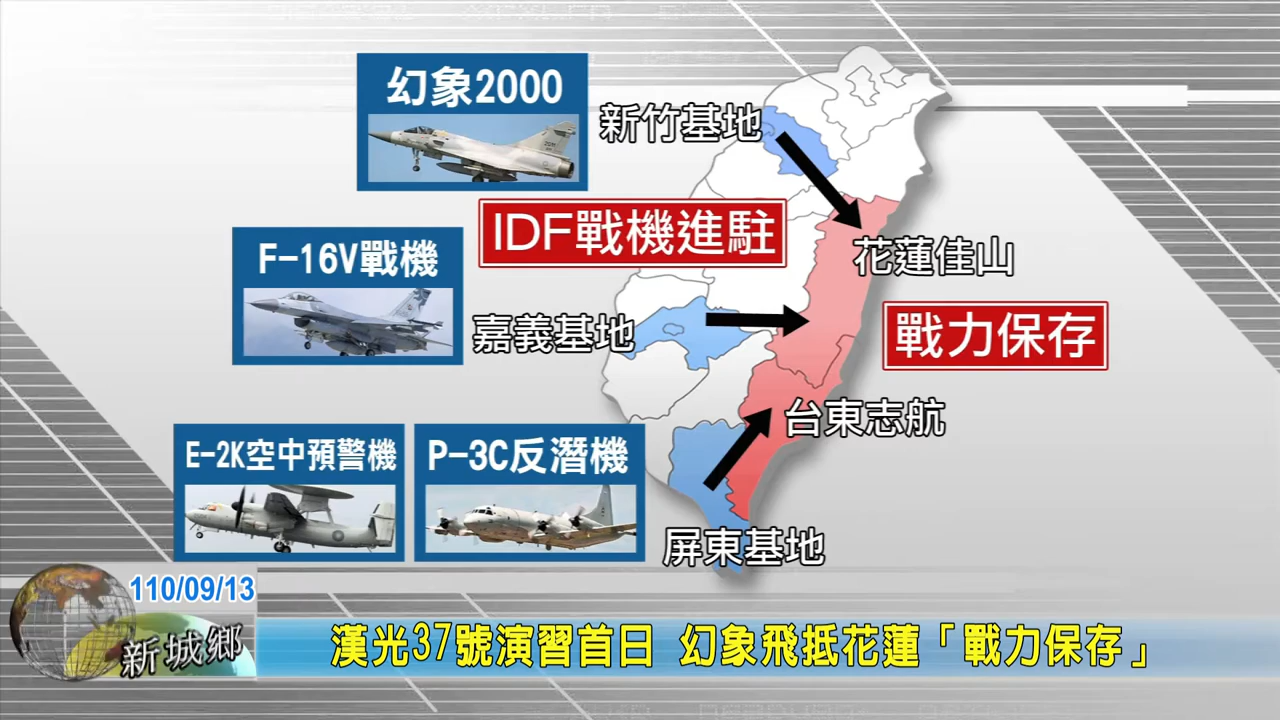 幻象2000
新竹基地
IDF戰機進駐
F-16V戰機
花蓮佳山
嘉義基地
戰力保存
台東志航
E-2K空中預警機
P-3C反潛機
屏東基地
110/09/13
新城鄉
漢光37號演習首日 幻象飛抵花蓮「戰力保存」